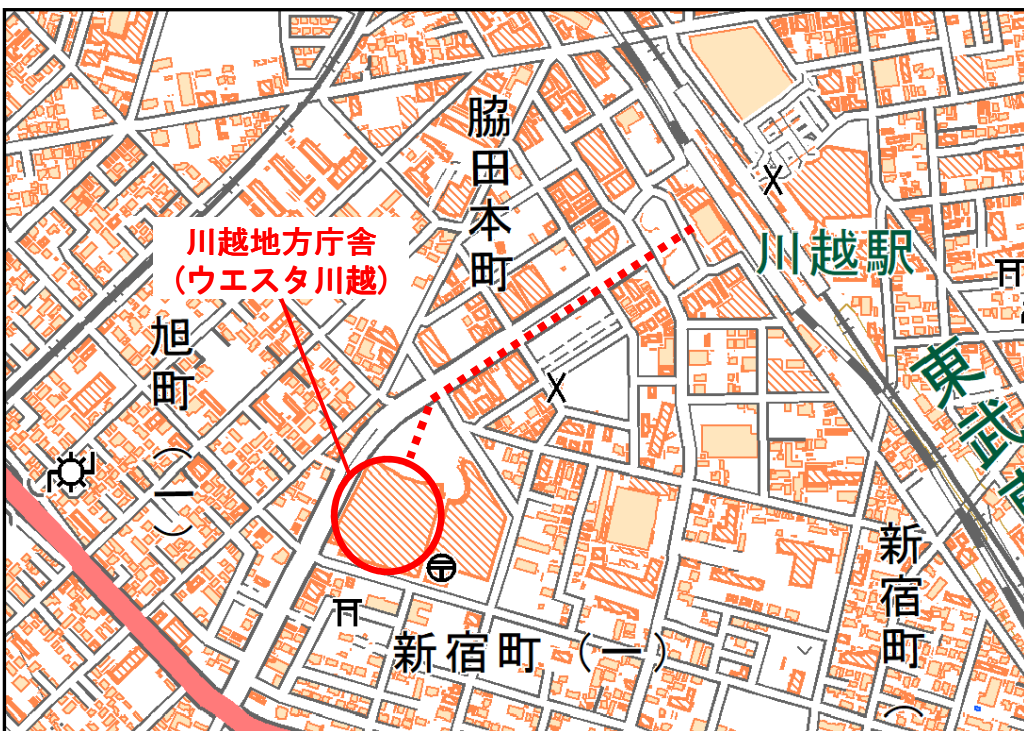 脇田本町
川越地方庁舎
（ウエスタ川越）
川越駅
旭町（一）
東武
新宿町（一）
新宿町（